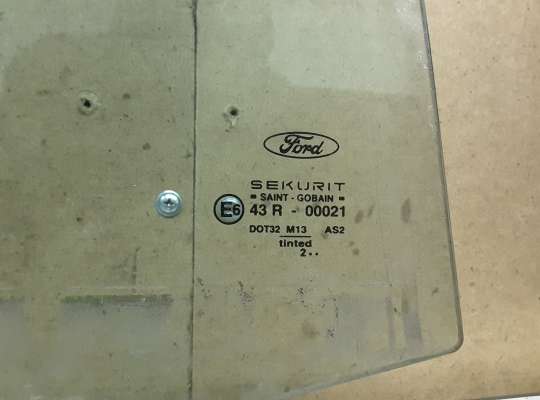 Ford
SEKURIT
= SAINT - GOBAIN =
E6 43 R - 00021
DOT32 M13 AS2
tinted
2..